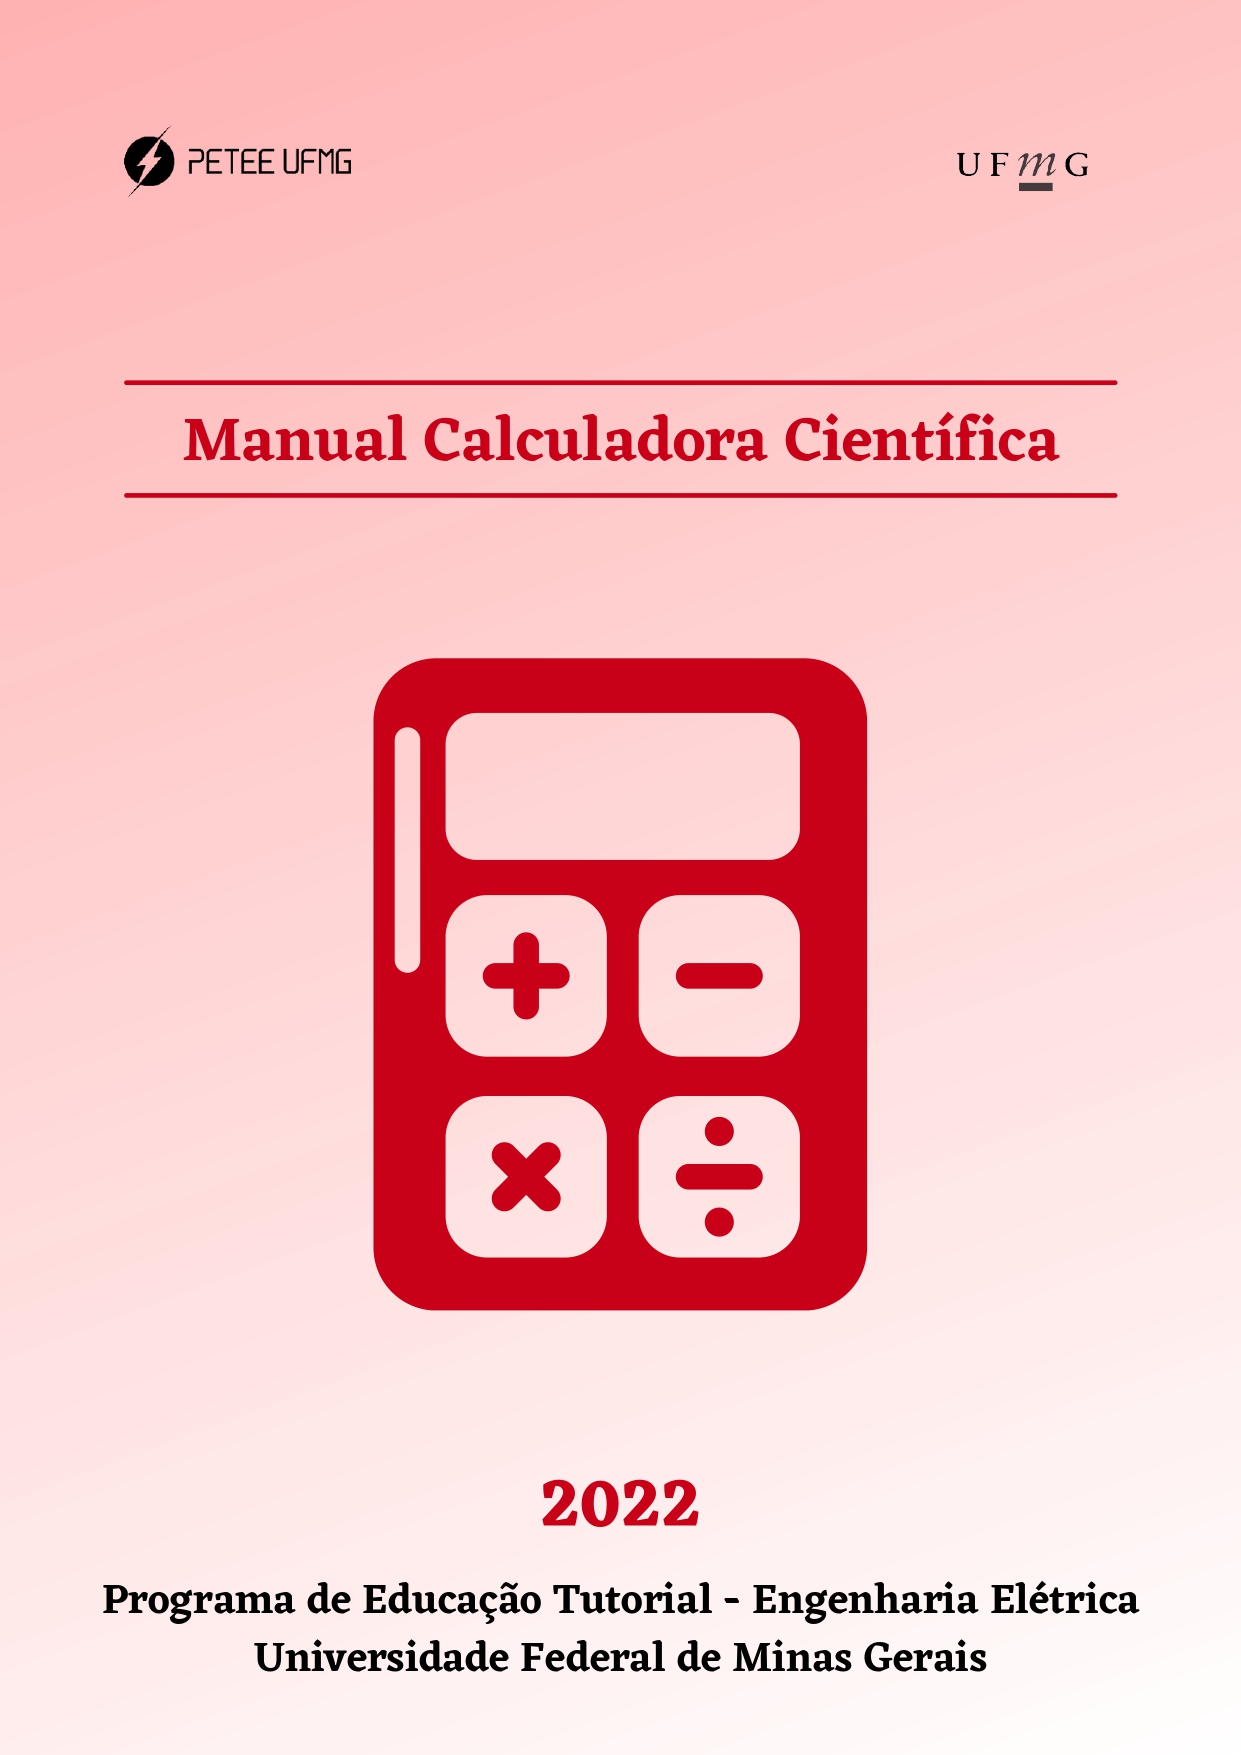 PETEE UFMG
UFmG
Manual Calculadora Científica
2022
Programa de Educação Tutorial - Engenharia Elétrica
Universidade Federal de Minas Gerais